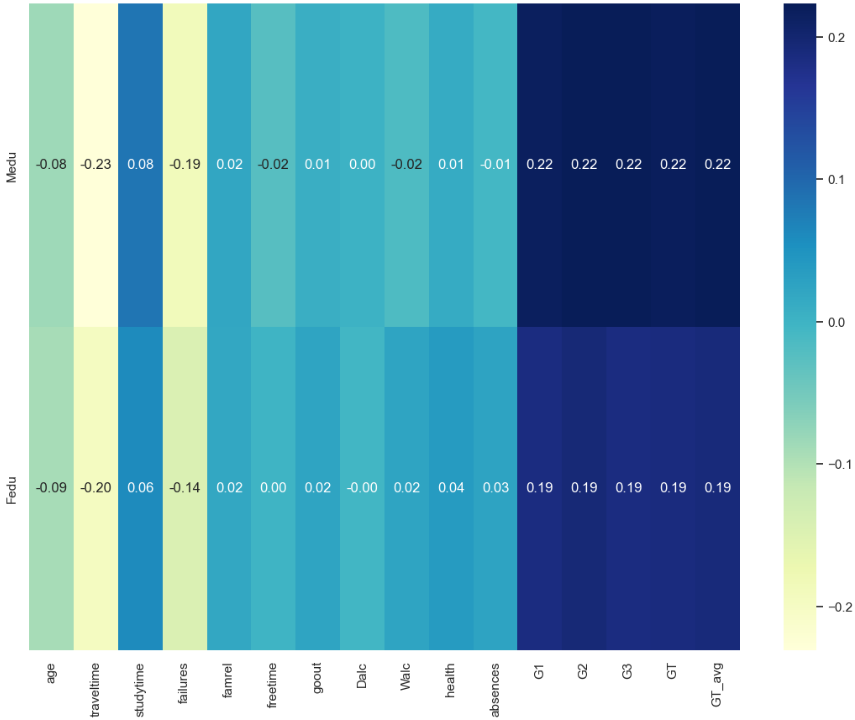 Medu -0.08 -0.23 0.08 -0.19 0.02 -0.02 0.01 0.00 -0.02 0.01 -0.01 0.22 0.22 0.22 0.22 0.22
Fedu -0.09 -0.20 0.06 -0.14 0.02 0.00 0.02 -0.00 0.02 0.04 0.03 0.19 0.19 0.19 0.19 0.19
age traveltime studytime failures famrel freetime goout Dalc Walc health absences G1 G2 G3 GT GT_avg
0.2
0.1
0.0
−0.1
−0.2